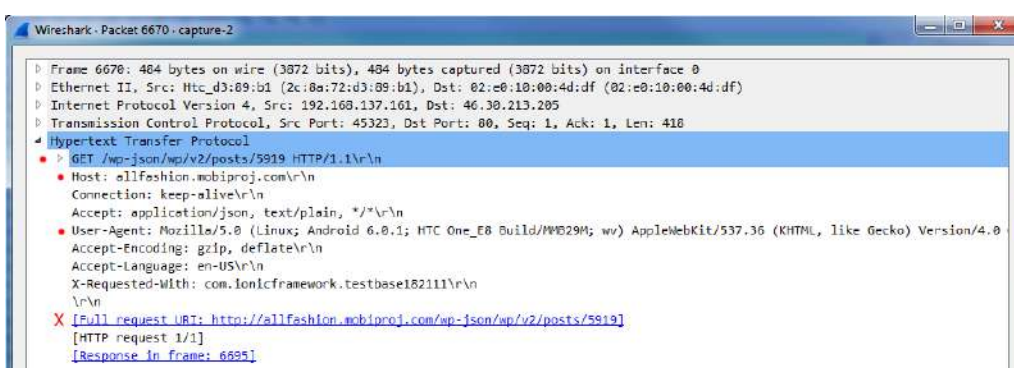 Wireshark · Packet 6670 · capture-2
Frame 6670: 484 bytes on wire (3872 bits), 484 bytes captured (3872 bits) on interface 0
Ethernet II, Src: Htc_d3:89:b1 (2c:8a:72:d3:89:b1), Dst: 02:e0:10:00:4d:df (02:e0:10:00:4d:df)
Internet Protocol Version 4, Src: 192.168.137.161, Dst: 46.30.213.205
Transmission Control Protocol, Src Port: 45323, Dst Port: 80, Seq: 1, Ack: 1, Len: 418
Hypertext Transfer Protocol
GET /wp-json/wp/v2/posts/5919 HTTP/1.1\r\n
Host: allfashion.mobiproj.com\r\n
Connection: keep-alive\r\n
Accept: application/json, text/plain, */*\r\n
User-Agent: Mozilla/5.0 (Linux; Android 6.0.1; HTC One_E8 Build/MMB29M; wv) AppleWebKit/537.36 (KHTML, like Gecko) Version/4.0
Accept-Encoding: gzip, deflate\r\n
Accept-Language: en-US\r\n
X-Requested-With: com.ionicframework.testbase182111\r\n
\r\n
X [Full request URI: http://allfashion.mobiproj.com/wp-json/wp/v2/posts/5919]
[HTTP request 1/1]
[Response in frame: 6695]